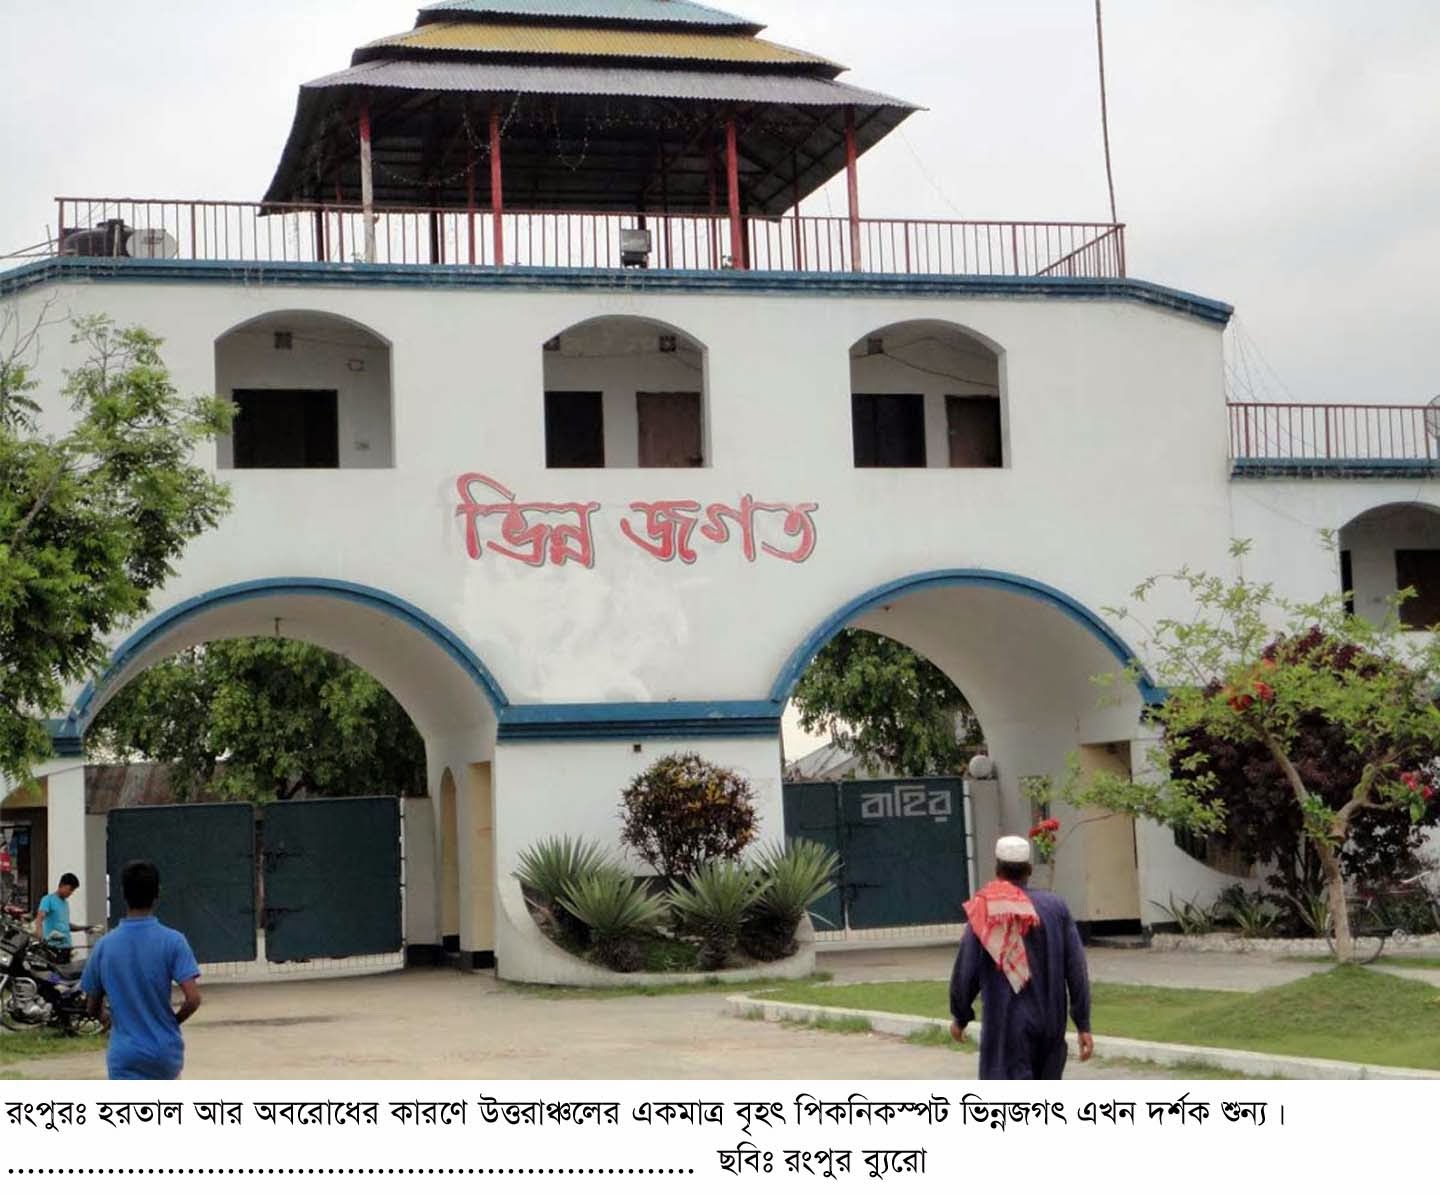 ভিন্ন জগত
বাহির
রংপুরঃ হরতাল আর অবরোধের কারণে উত্তরাঞ্চলের একমাত্র বৃহৎ পিকনিকস্পট ভিন্নজগৎ এখন দর্শক শুন্য।
..................................................................... ছবিঃ রংপুর ব্যুরো